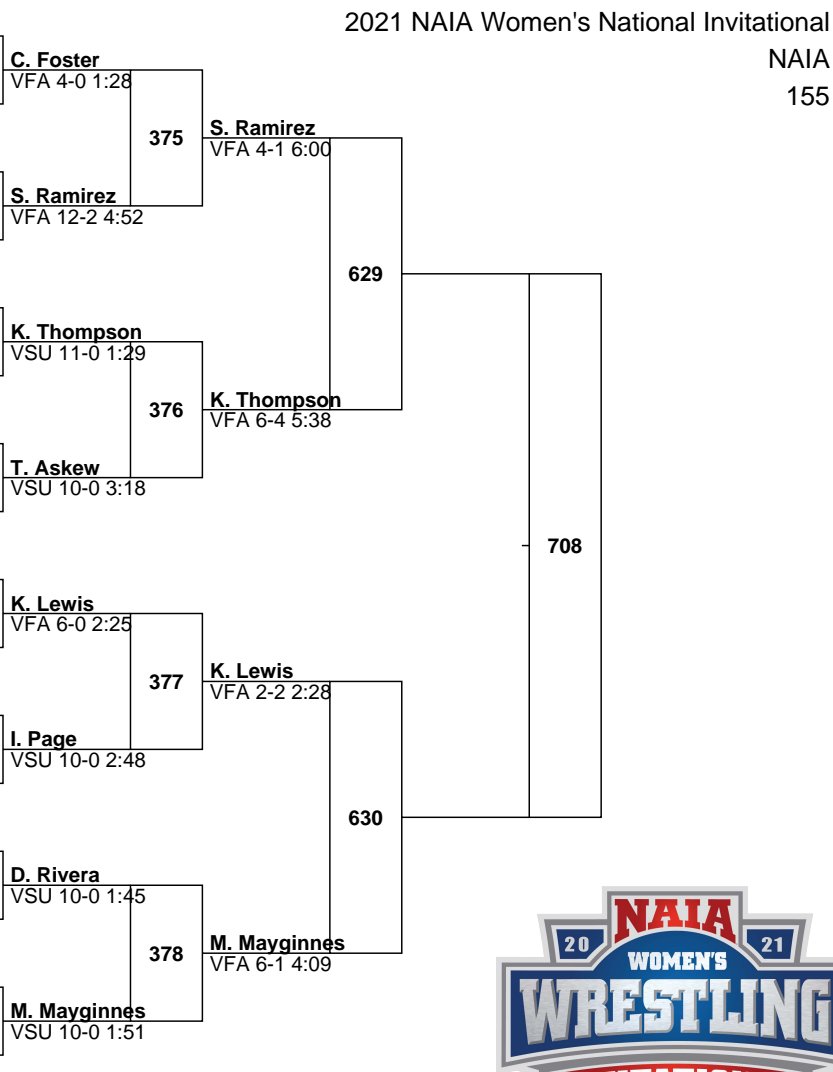 2021 NAIA Women's National Invitational
NAIA
155
C. Foster
VFA 4-0 1:28
375
S. Ramirez
VFA 4-1 6:00
S. Ramirez
VFA 12-2 4:52
629
K. Thompson
VSU 11-0 1:29
376
K. Thompson
VFA 6-4 5:38
T. Askew
VSU 10-0 3:18
708
K. Lewis
VFA 6-0 2:25
377
K. Lewis
VFA 2-2 2:28
I. Page
VSU 10-0 2:48
630
D. Rivera
VSU 10-0 1:45
378
M. Mayginnes
VFA 6-1 4:09
M. Mayginnes
VSU 10-0 1:51
NAIA
20 21
WOMEN'S
WRESTLING